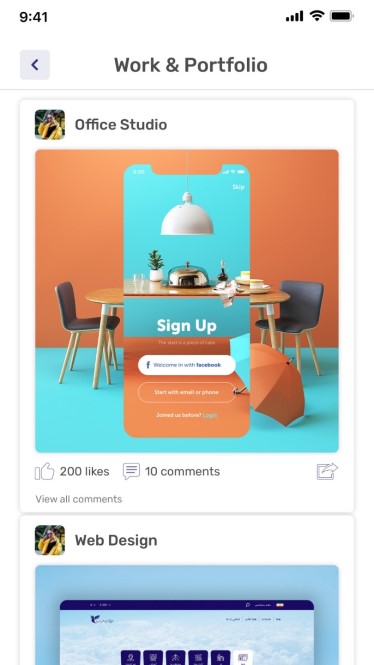 9:41
Work & Portfolio
Office Studio
Skip
Sign Up
The start is a piece of cake
f Welcome in with facebook
Start with email or phone
Joined us before? Login
200 likes
10 comments
View all comments
Web Design